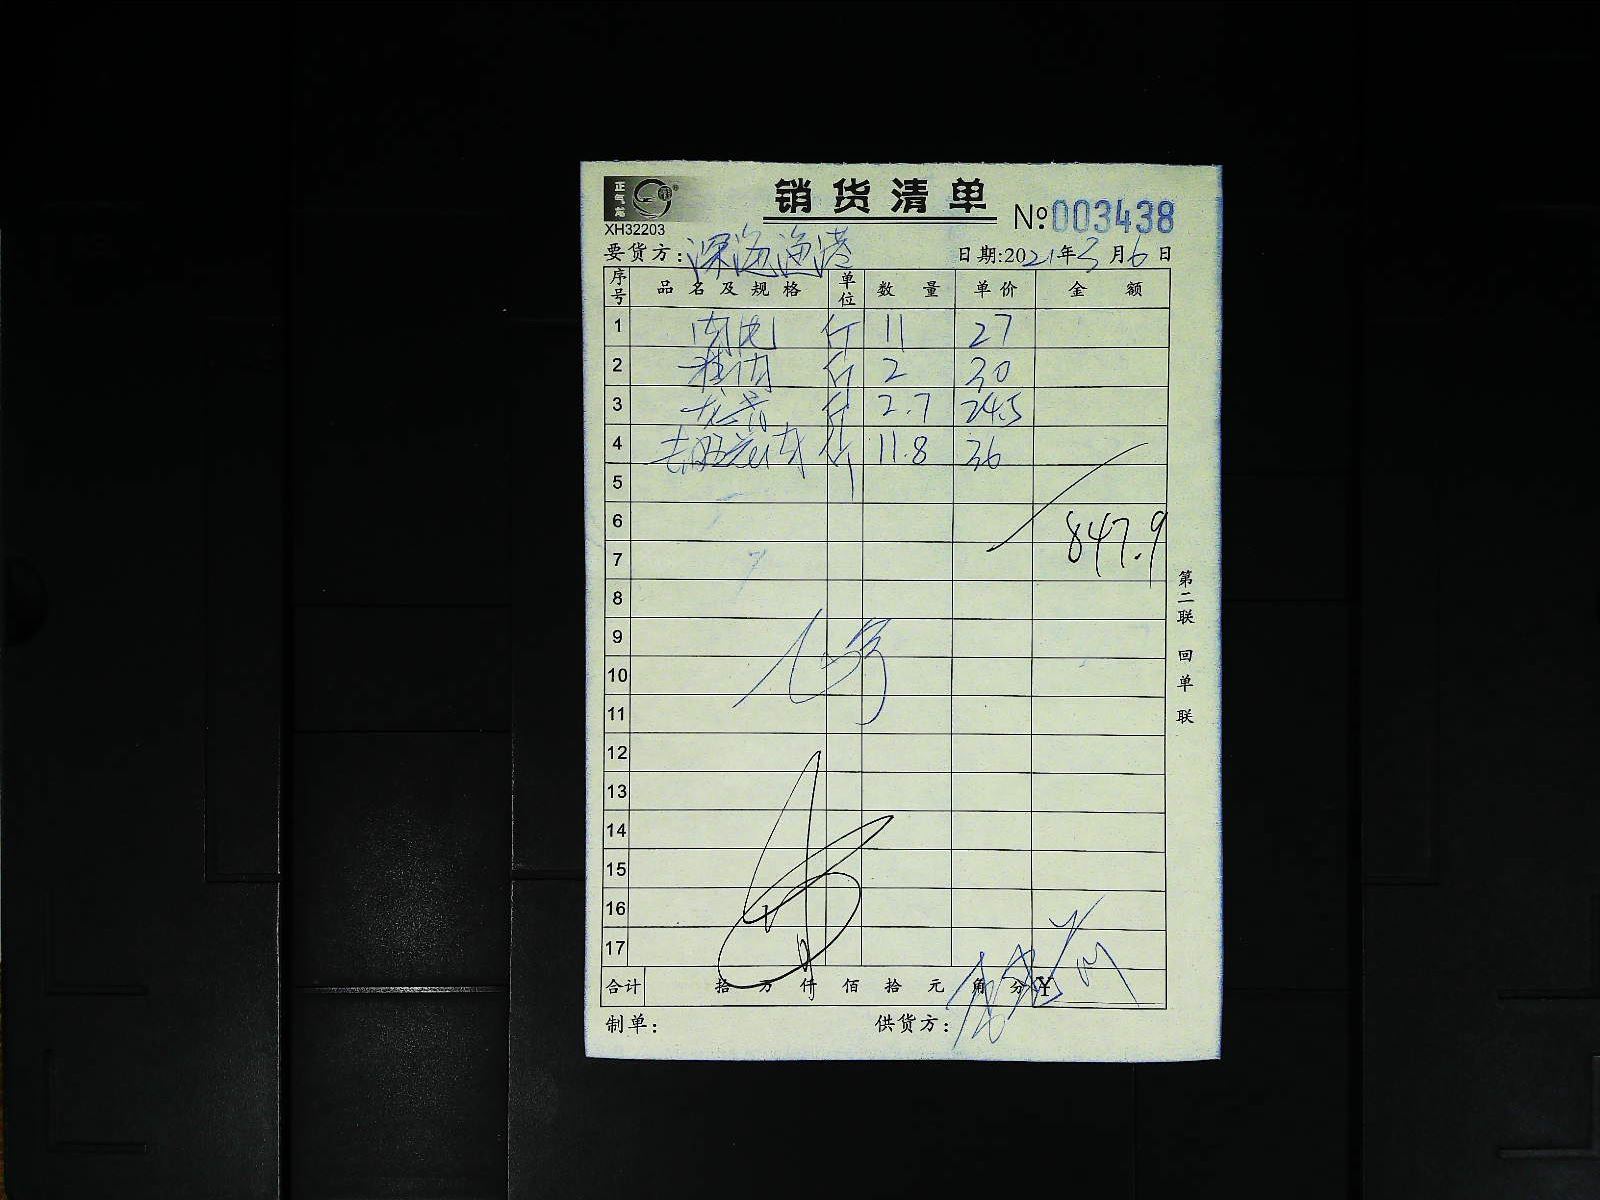 正气龙
销货清单
XH32203
№:003438
要货方:深海渔港
日期:2021年3月6日
序号 品名及规格 单位 数量 单价 金额
1 斤 11 27
2 斤 2 30
3 斤 2.7 24.5
4 斤 11.8 36
5
6
847.9
7
8
9
10
11
12
13
14
15
16
17
合计 拾 万 仟 佰 拾 元 角 分 ¥
制单: 供货方:
第二联 回单联